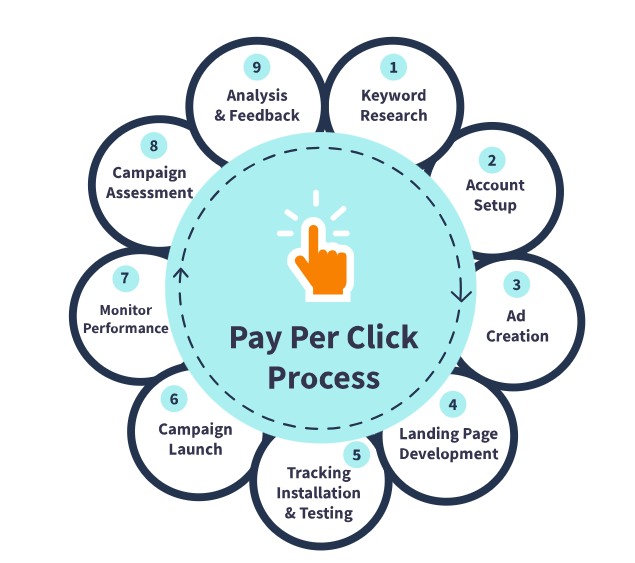 Pay Per Click
Process
1
Keyword
Research
2
Account
Setup
3
Ad
Creation
4
Landing Page
Development
5
Tracking
Installation
& Testing
6
Campaign
Launch
7
Monitor
Performance
8
Campaign
Assessment
9
Analysis
& Feedback